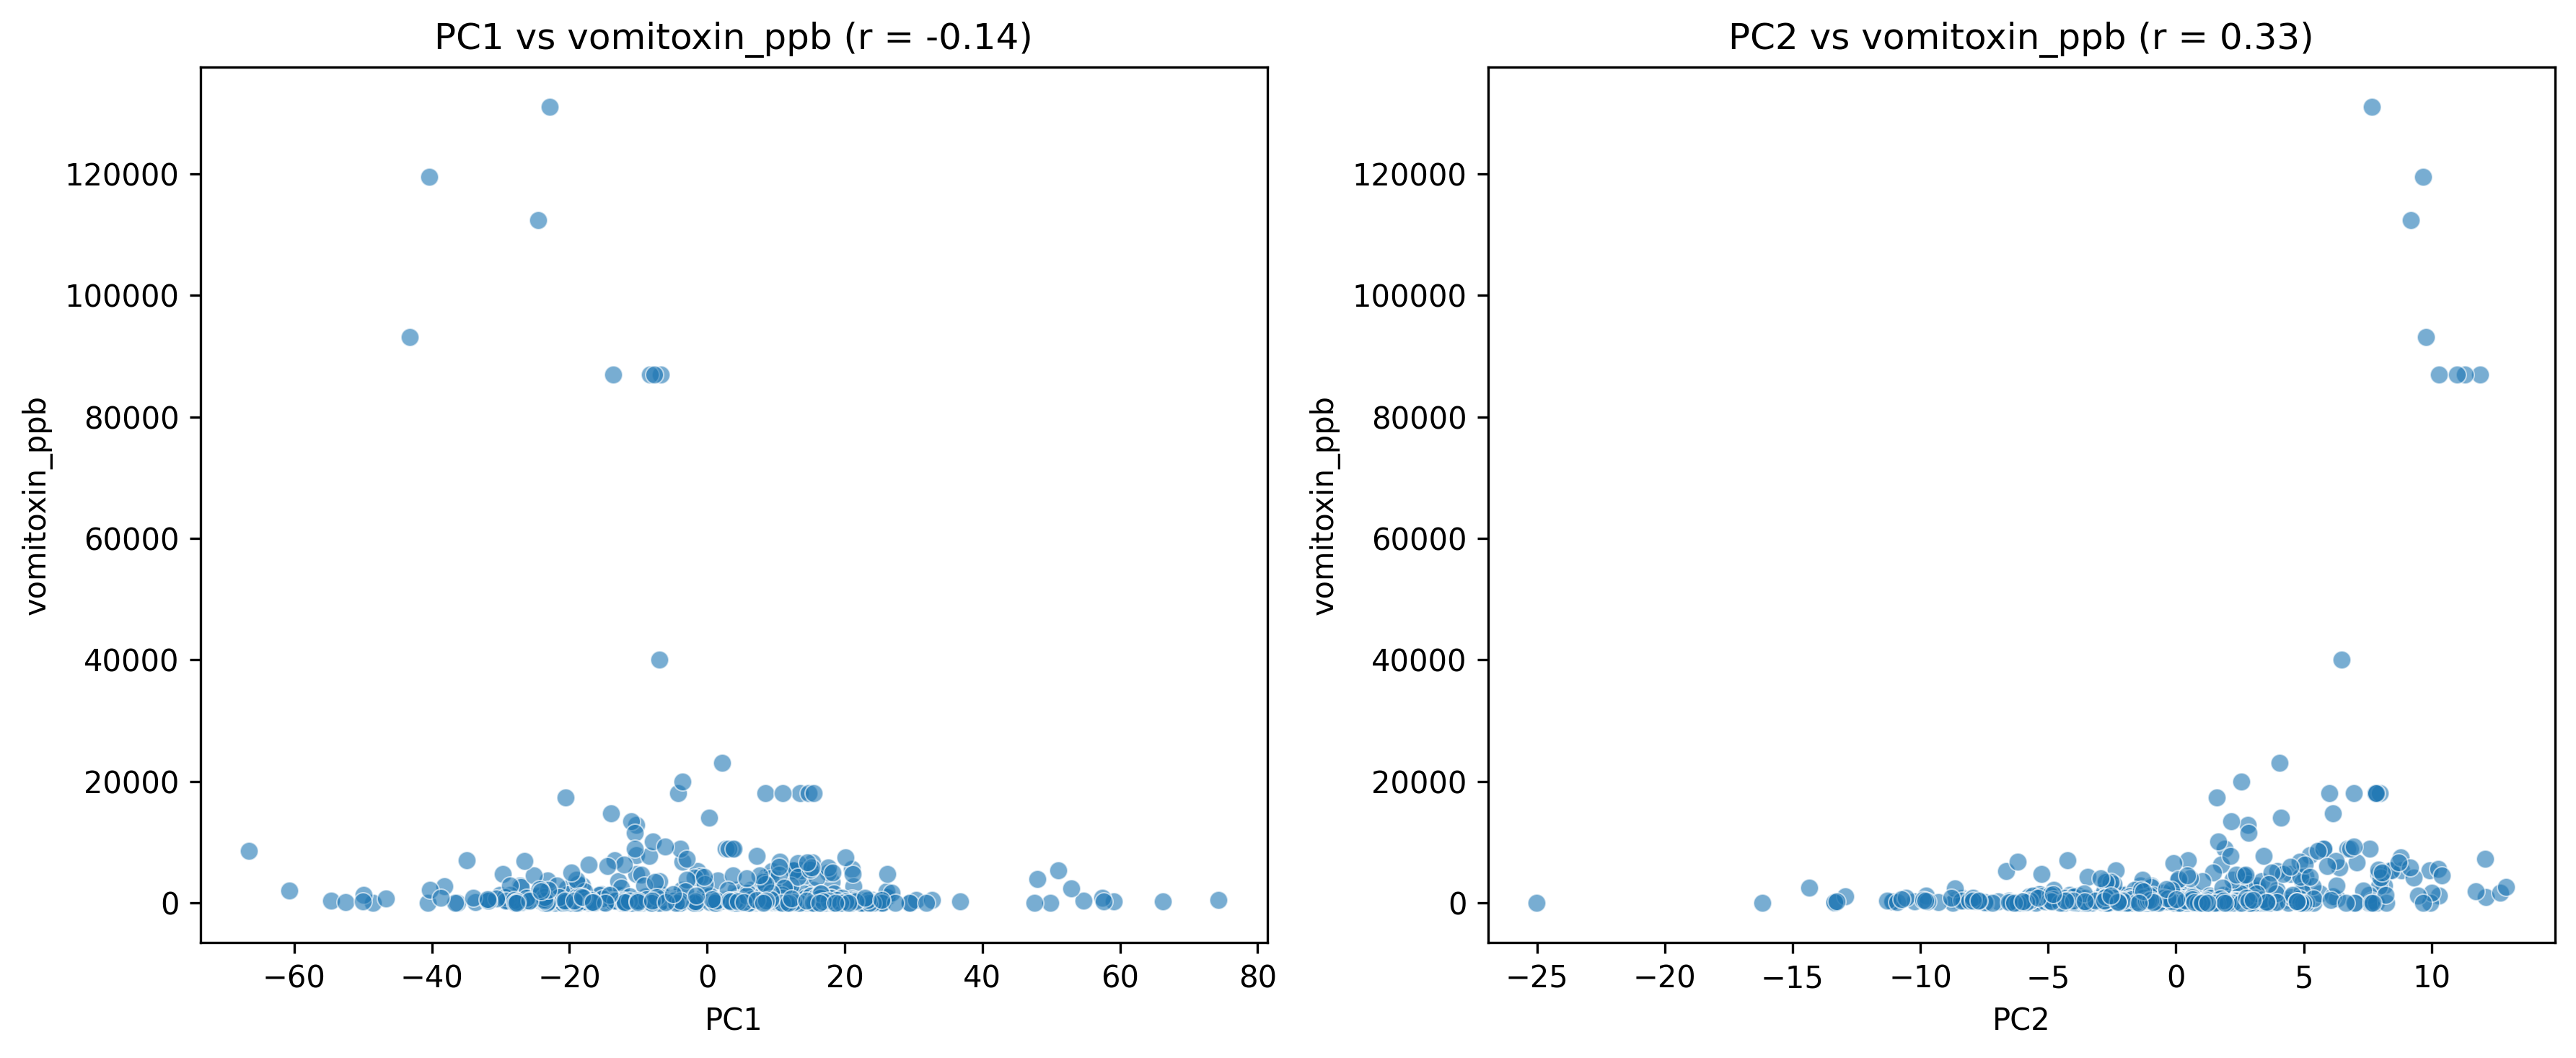 PC1 vs vomitoxin_ppb (r = -0.14)
vomitoxin_ppb
120000
100000
80000
60000
40000
20000
0
−60 −40 −20 0 20 40 60 80
PC1
PC2 vs vomitoxin_ppb (r = 0.33)
vomitoxin_ppb
120000
100000
80000
60000
40000
20000
0
−25 −20 −15 −10 −5 0 5 10
PC2